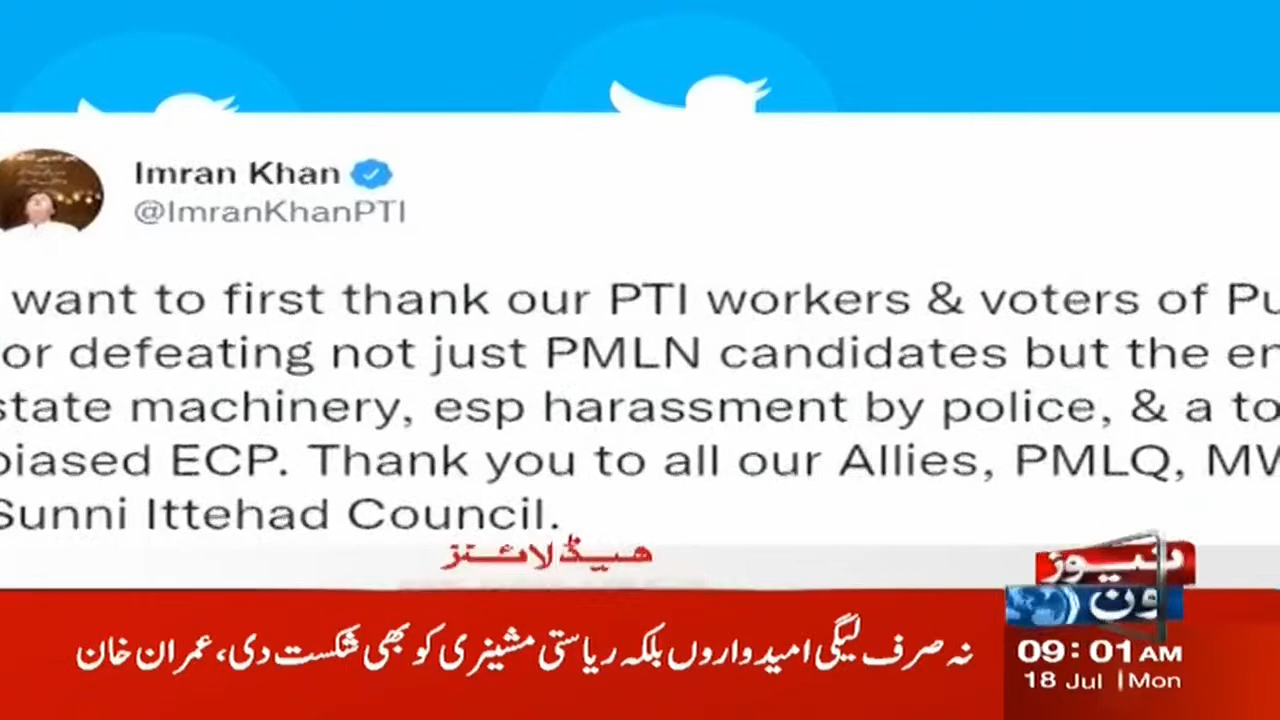 Imran Khan
@ImranKhanPTI
want to first thank our PTI workers & voters of Pu
or defeating not just PMLN candidates but the en
state machinery, esp harassment by police, & a to
biased ECP. Thank you to all our Allies, PMLQ, MW
Sunni Ittehad Council.
ہیڈلائنز
نیوز
ون
نہ صرف لیگی امیدواروں بلکہ ریاستی مشینری کو بھی شکست دی، عمران خان
09:01 AM
18 Jul | Mon